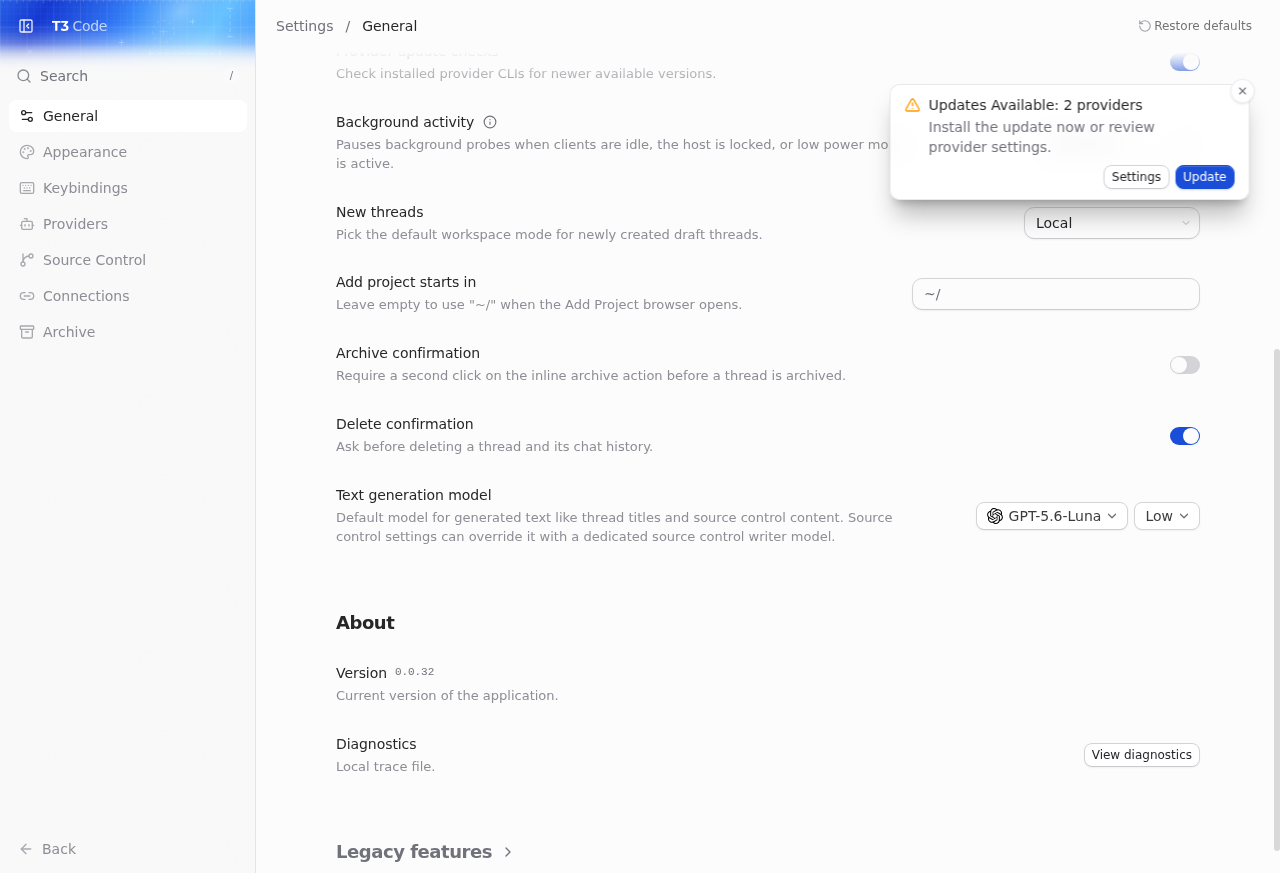 T3 Code
Settings / General
Restore defaults
Search /
General
Appearance
Keybindings
Providers
Source Control
Connections
Archive
Back
Provider update checks
Check installed provider CLIs for newer available versions.
Background activity
Pauses background probes when clients are idle, the host is locked, or low power mo
is active.
Updates Available: 2 providers
Install the update now or review
provider settings.
Settings Update
New threads
Pick the default workspace mode for newly created draft threads.
Local
Add project starts in
Leave empty to use "~/" when the Add Project browser opens.
~/
Archive confirmation
Require a second click on the inline archive action before a thread is archived.
Delete confirmation
Ask before deleting a thread and its chat history.
Text generation model
Default model for generated text like thread titles and source control content. Source
control settings can override it with a dedicated source control writer model.
GPT-5.6-Luna Low
About
Version 0.0.32
Current version of the application.
Diagnostics
Local trace file.
View diagnostics
Legacy features